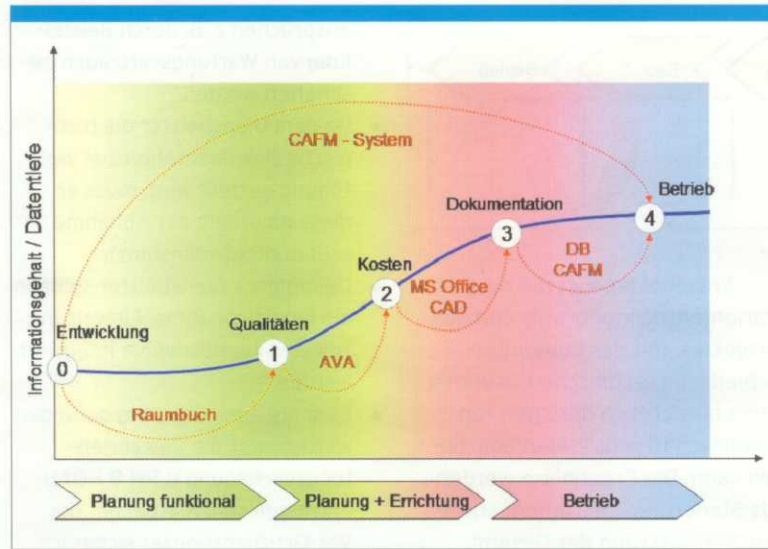 CAFM - System
Betrieb
4
Dokumentation
3
DB
CAFM
Kosten
2
MS Office
CAD
Entwicklung
0
Qualitäten
1
AVA
Raumbuch
Informationsgehalt / Datentiefe
Planung funktional
Planung + Errichtung
Betrieb